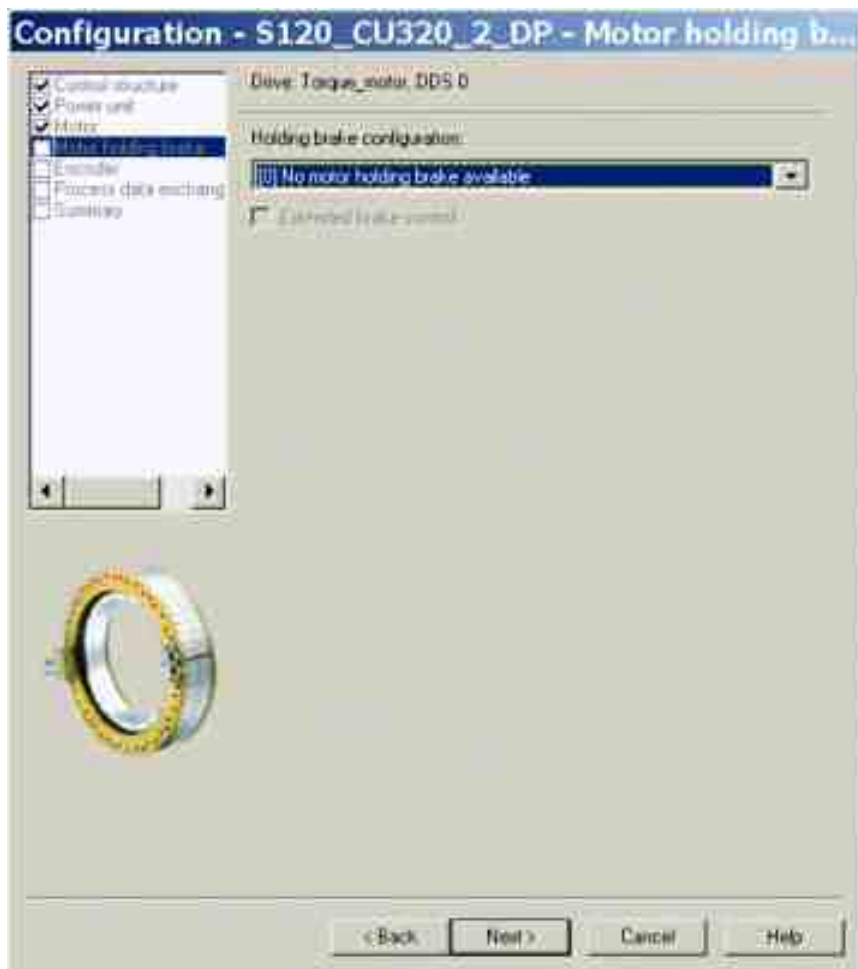 Configuration - S120_CU320_2_DP - Motor holding b...
Control structure
Power unit
Motor
Motor holding brake
Encoder
Process data exchang
Summary
Drive: Torque_motor, DDS 0
Holding brake configuration:
[0] No motor holding brake available
Extended brake control
< Back
Next >
Cancel
Help